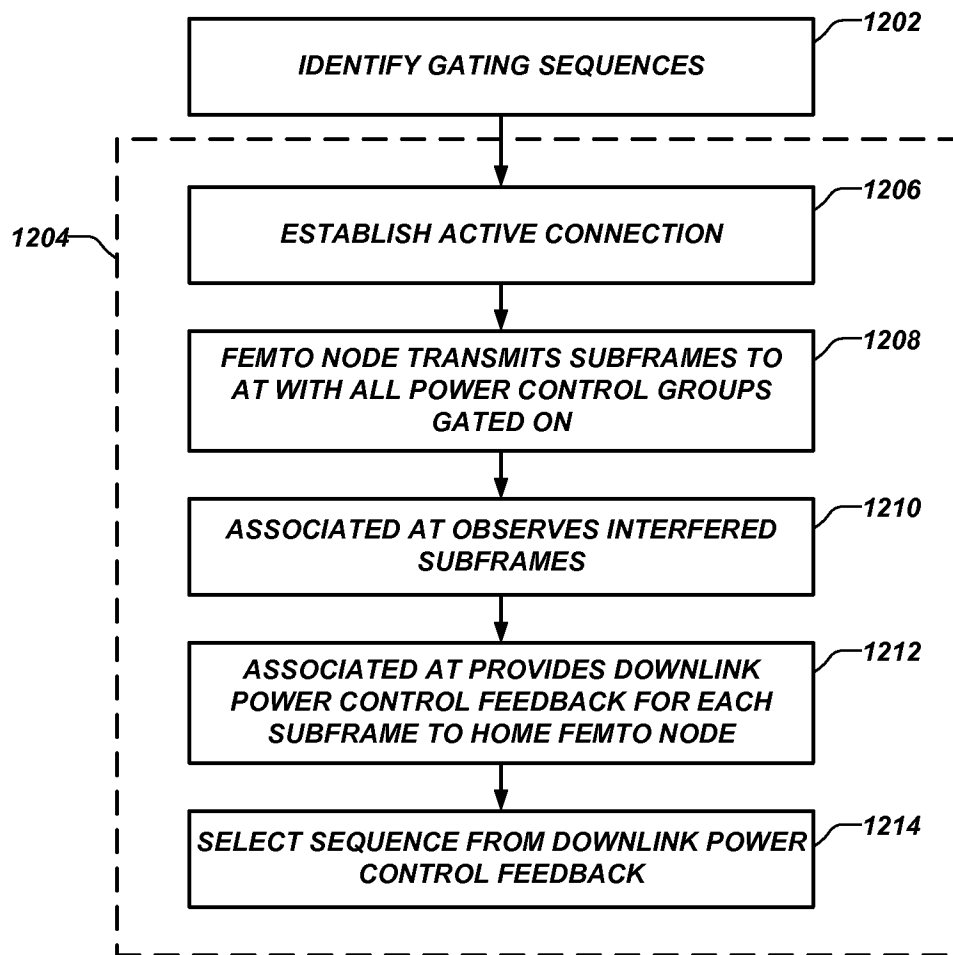 1202
IDENTIFY GATING SEQUENCES
1206
ESTABLISH ACTIVE CONNECTION
1204
1208
FEMTO NODE TRANSMITS SUBFRAMES TO
AT WITH ALL POWER CONTROL GROUPS
GATED ON
1210
ASSOCIATED AT OBSERVES INTERFERED
SUBFRAMES
1212
ASSOCIATED AT PROVIDES DOWNLINK
POWER CONTROL FEEDBACK FOR EACH
SUBFRAME TO HOME FEMTO NODE
1214
SELECT SEQUENCE FROM DOWNLINK POWER
CONTROL FEEDBACK